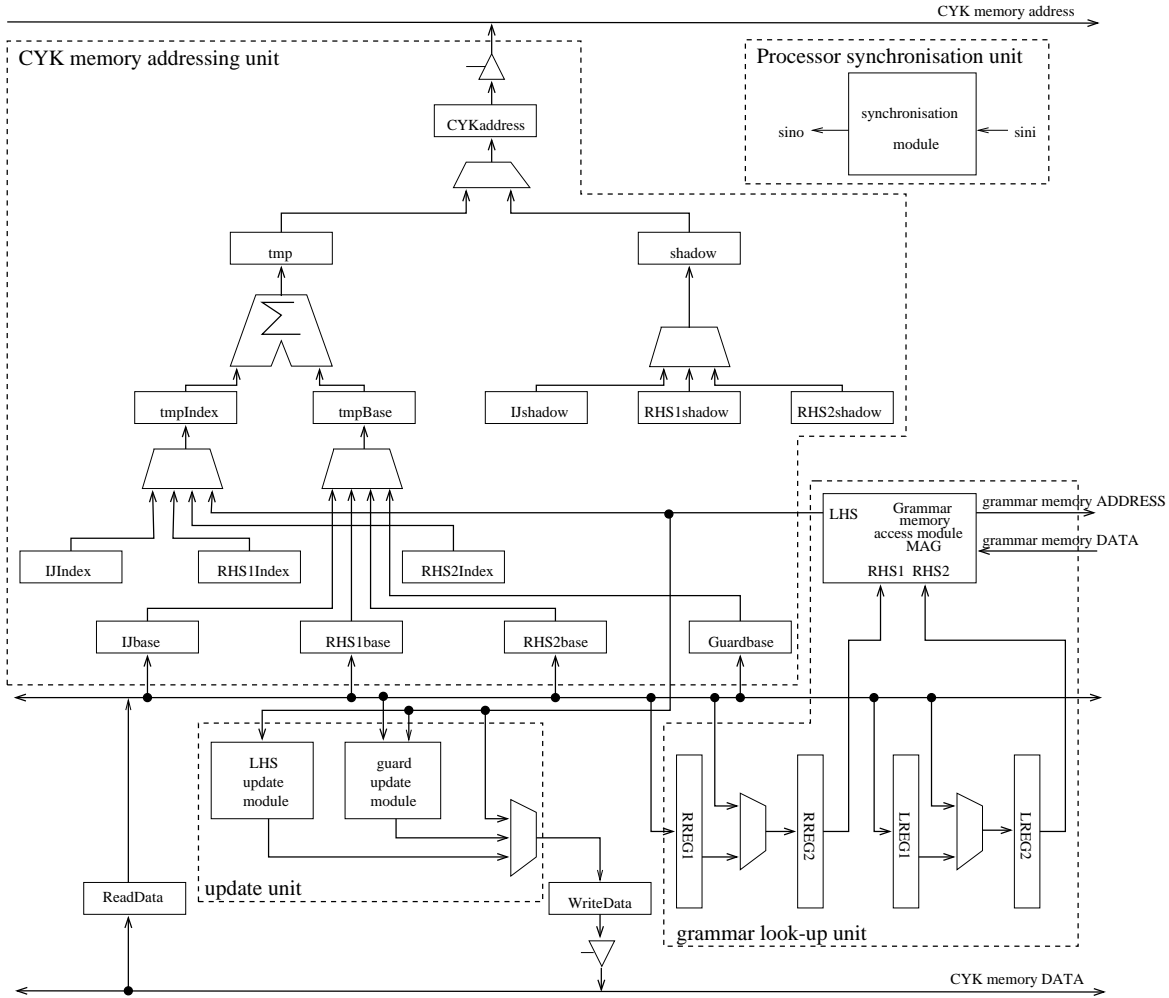 CYK memory address
CYK memory addressing unit
Processor synchronisation unit
synchronisation
module
sino
sini
CYKaddress
tmp
shadow
Σ
tmpIndex
tmpBase
IJshadow
RHS1shadow
RHS2shadow
LHS
Grammar
memory
access module
MAG
RHS1 RHS2
grammar memory ADDRESS
grammar memory DATA
IJIndex
RHS1Index
RHS2Index
IJbase
RHS1base
RHS2base
Guardbase
LHS
update
module
guard
update
module
RREG1
RREG2
LREG1
LREG2
update unit
ReadData
WriteData
grammar look-up unit
CYK memory DATA